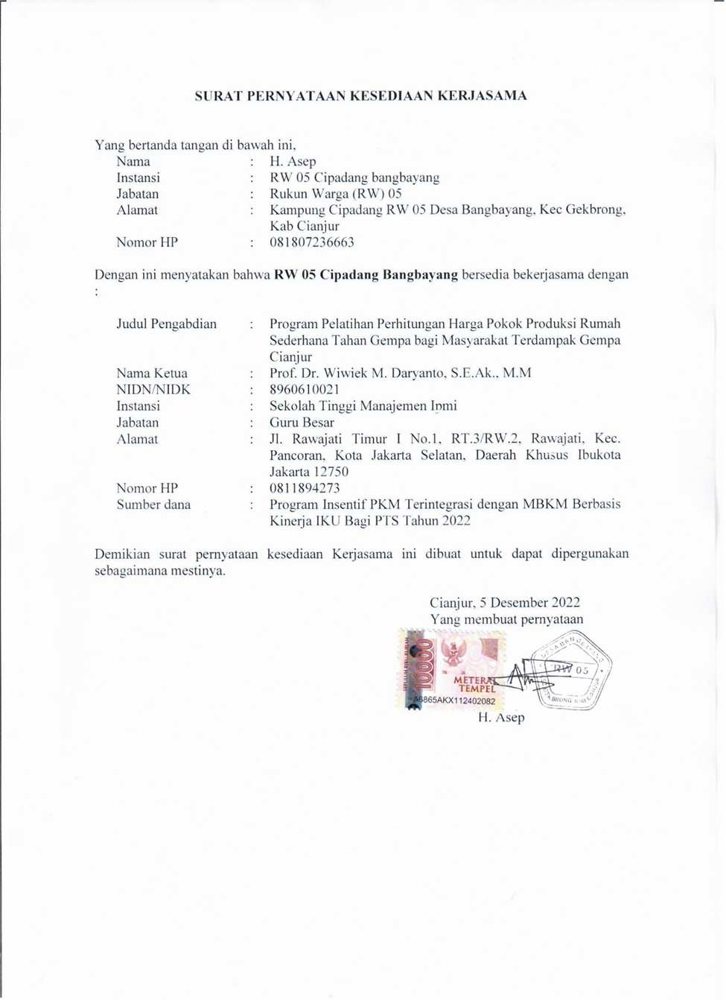 SURAT PERNYATAAN KESEDIAAN KERJASAMA
Yang bertanda tangan di bawah ini,
Nama : H. Asep
Instansi : RW 05 Cipadang bangbayang
Jabatan : Rukun Warga (RW) 05
Alamat : Kampung Cipadang RW 05 Desa Bangbayang, Kec Gekbrong,
Kab Cianjur
Nomor HP : 081807236663
Dengan ini menyatakan bahwa RW 05 Cipadang Bangbayang bersedia bekerjasama dengan
:
Judul Pengabdian : Program Pelatihan Perhitungan Harga Pokok Produksi Rumah
Sederhana Tahan Gempa bagi Masyarakat Terdampak Gempa
Cianjur
Nama Ketua : Prof. Dr. Wiwiek M. Daryanto, S.E.Ak., M.M
NIDN/NIDK : 8960610021
Instansi : Sekolah Tinggi Manajemen Ipmi
Jabatan : Guru Besar
Alamat : Jl. Rawajati Timur I No.1, RT.3/RW.2, Rawajati, Kec.
Pancoran, Kota Jakarta Selatan, Daerah Khusus Ibukota
Jakarta 12750
Nomor HP : 0811894273
Sumber dana : Program Insentif PKM Terintegrasi dengan MBKM Berbasis
Kinerja IKU Bagi PTS Tahun 2022
Demikian surat pernyataan kesediaan Kerjasama ini dibuat untuk dapat dipergunakan
sebagaimana mestinya.
Cianjur, 5 Desember 2022
Yang membuat pernyataan
10000
METERAI
TEMPEL
A6865AKX112402082
RW 05
H. Asep